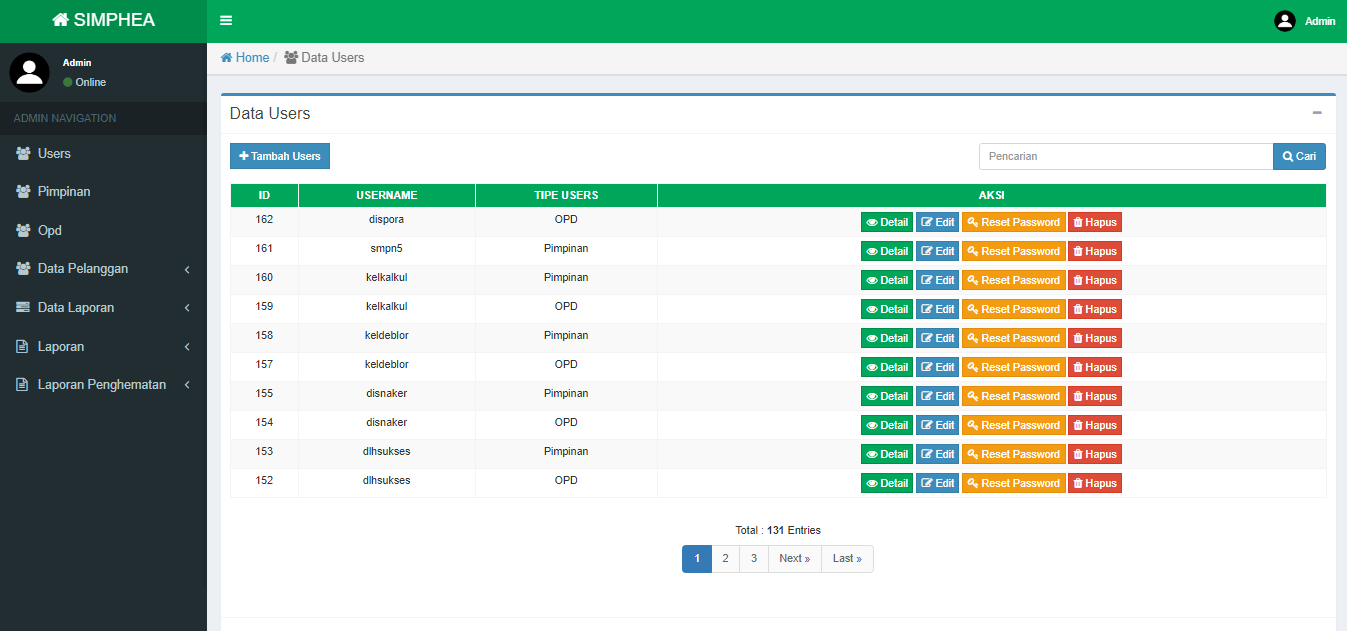 SIMPHEA
Admin
Admin
Online
ADMIN NAVIGATION
Users
Pimpinan
Opd
Data Pelanggan
Data Laporan
Laporan
Laporan Penghematan
Home / Data Users
Data Users
Tambah Users
Pencarian
Cari
ID USERNAME TIPE USERS AKSI
162 dispora OPD Detail Edit Reset Password Hapus
161 smpn5 Pimpinan Detail Edit Reset Password Hapus
160 kelkalkul Pimpinan Detail Edit Reset Password Hapus
159 kelkalkul OPD Detail Edit Reset Password Hapus
158 keldeblor Pimpinan Detail Edit Reset Password Hapus
157 keldeblor OPD Detail Edit Reset Password Hapus
155 disnaker Pimpinan Detail Edit Reset Password Hapus
154 disnaker OPD Detail Edit Reset Password Hapus
153 dlhsukses Pimpinan Detail Edit Reset Password Hapus
152 dlhsukses OPD Detail Edit Reset Password Hapus
Total : 131 Entries
1 2 3 Next » Last »